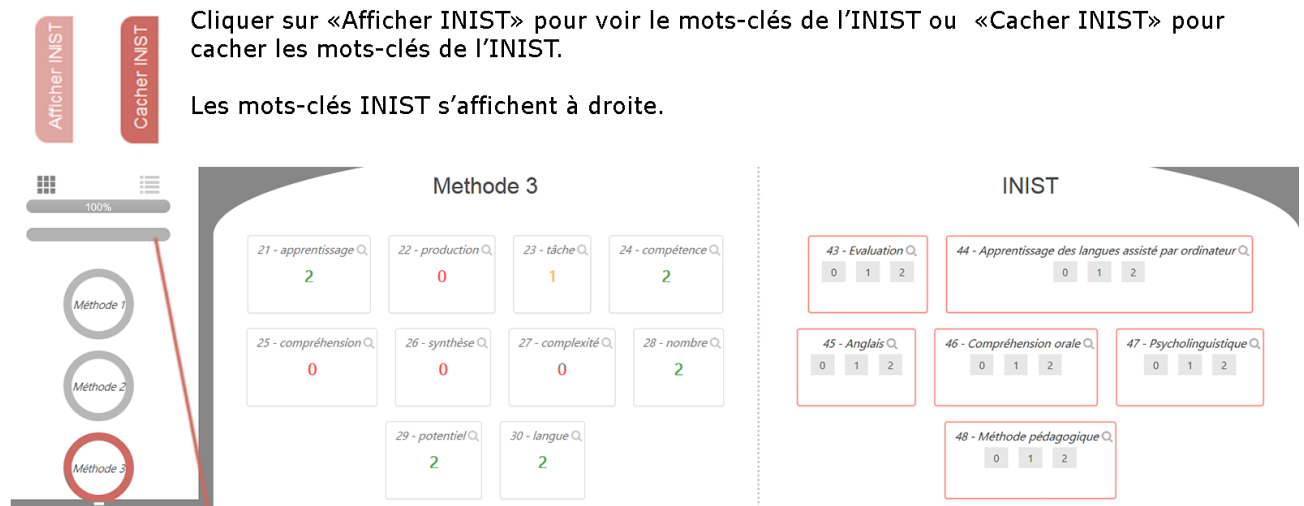 Afficher INIST
Cacher INIST
Cliquer sur «Afficher INIST» pour voir le mots-clés de l’INIST ou «Cacher INIST» pour
cacher les mots-clés de l’INIST.
Les mots-clés INIST s’affichent à droite.
100%
Méthode 1
Méthode 2
Méthode 3
Methode 3
21 - apprentissage
2
22 - production
0
23 - tâche
1
24 - compétence
2
25 - compréhension
0
26 - synthèse
0
27 - complexité
0
28 - nombre
2
29 - potentiel
2
30 - langue
2
INIST
43 - Evaluation
0 1 2
44 - Apprentissage des langues assisté par ordinateur
0 1 2
45 - Anglais
0 1 2
46 - Compréhension orale
0 1 2
47 - Psycholinguistique
0 1 2
48 - Méthode pédagogique
0 1 2